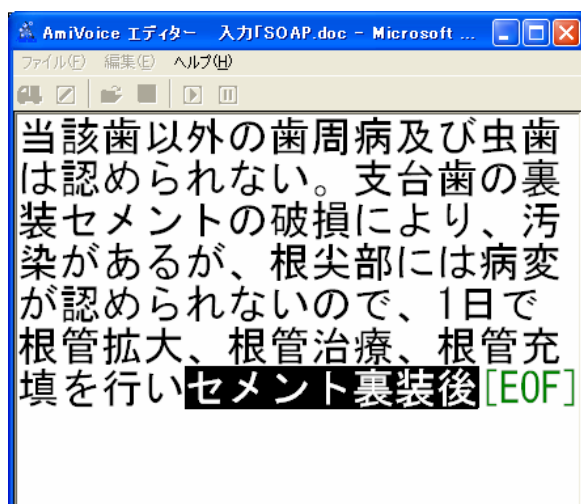 AmiVoice エディター 入力「SOAP.doc - Microsoft ...
ファイル(F) 編集(E) ヘルプ(H)
当該歯以外の歯周病及び虫歯
は認められない。支台歯の裏
装セメントの破損により、汚
染があるが、根尖部には病変
が認められないので、1日で
根管拡大、根管治療、根管充
填を行いセメント裏装後[EOF]